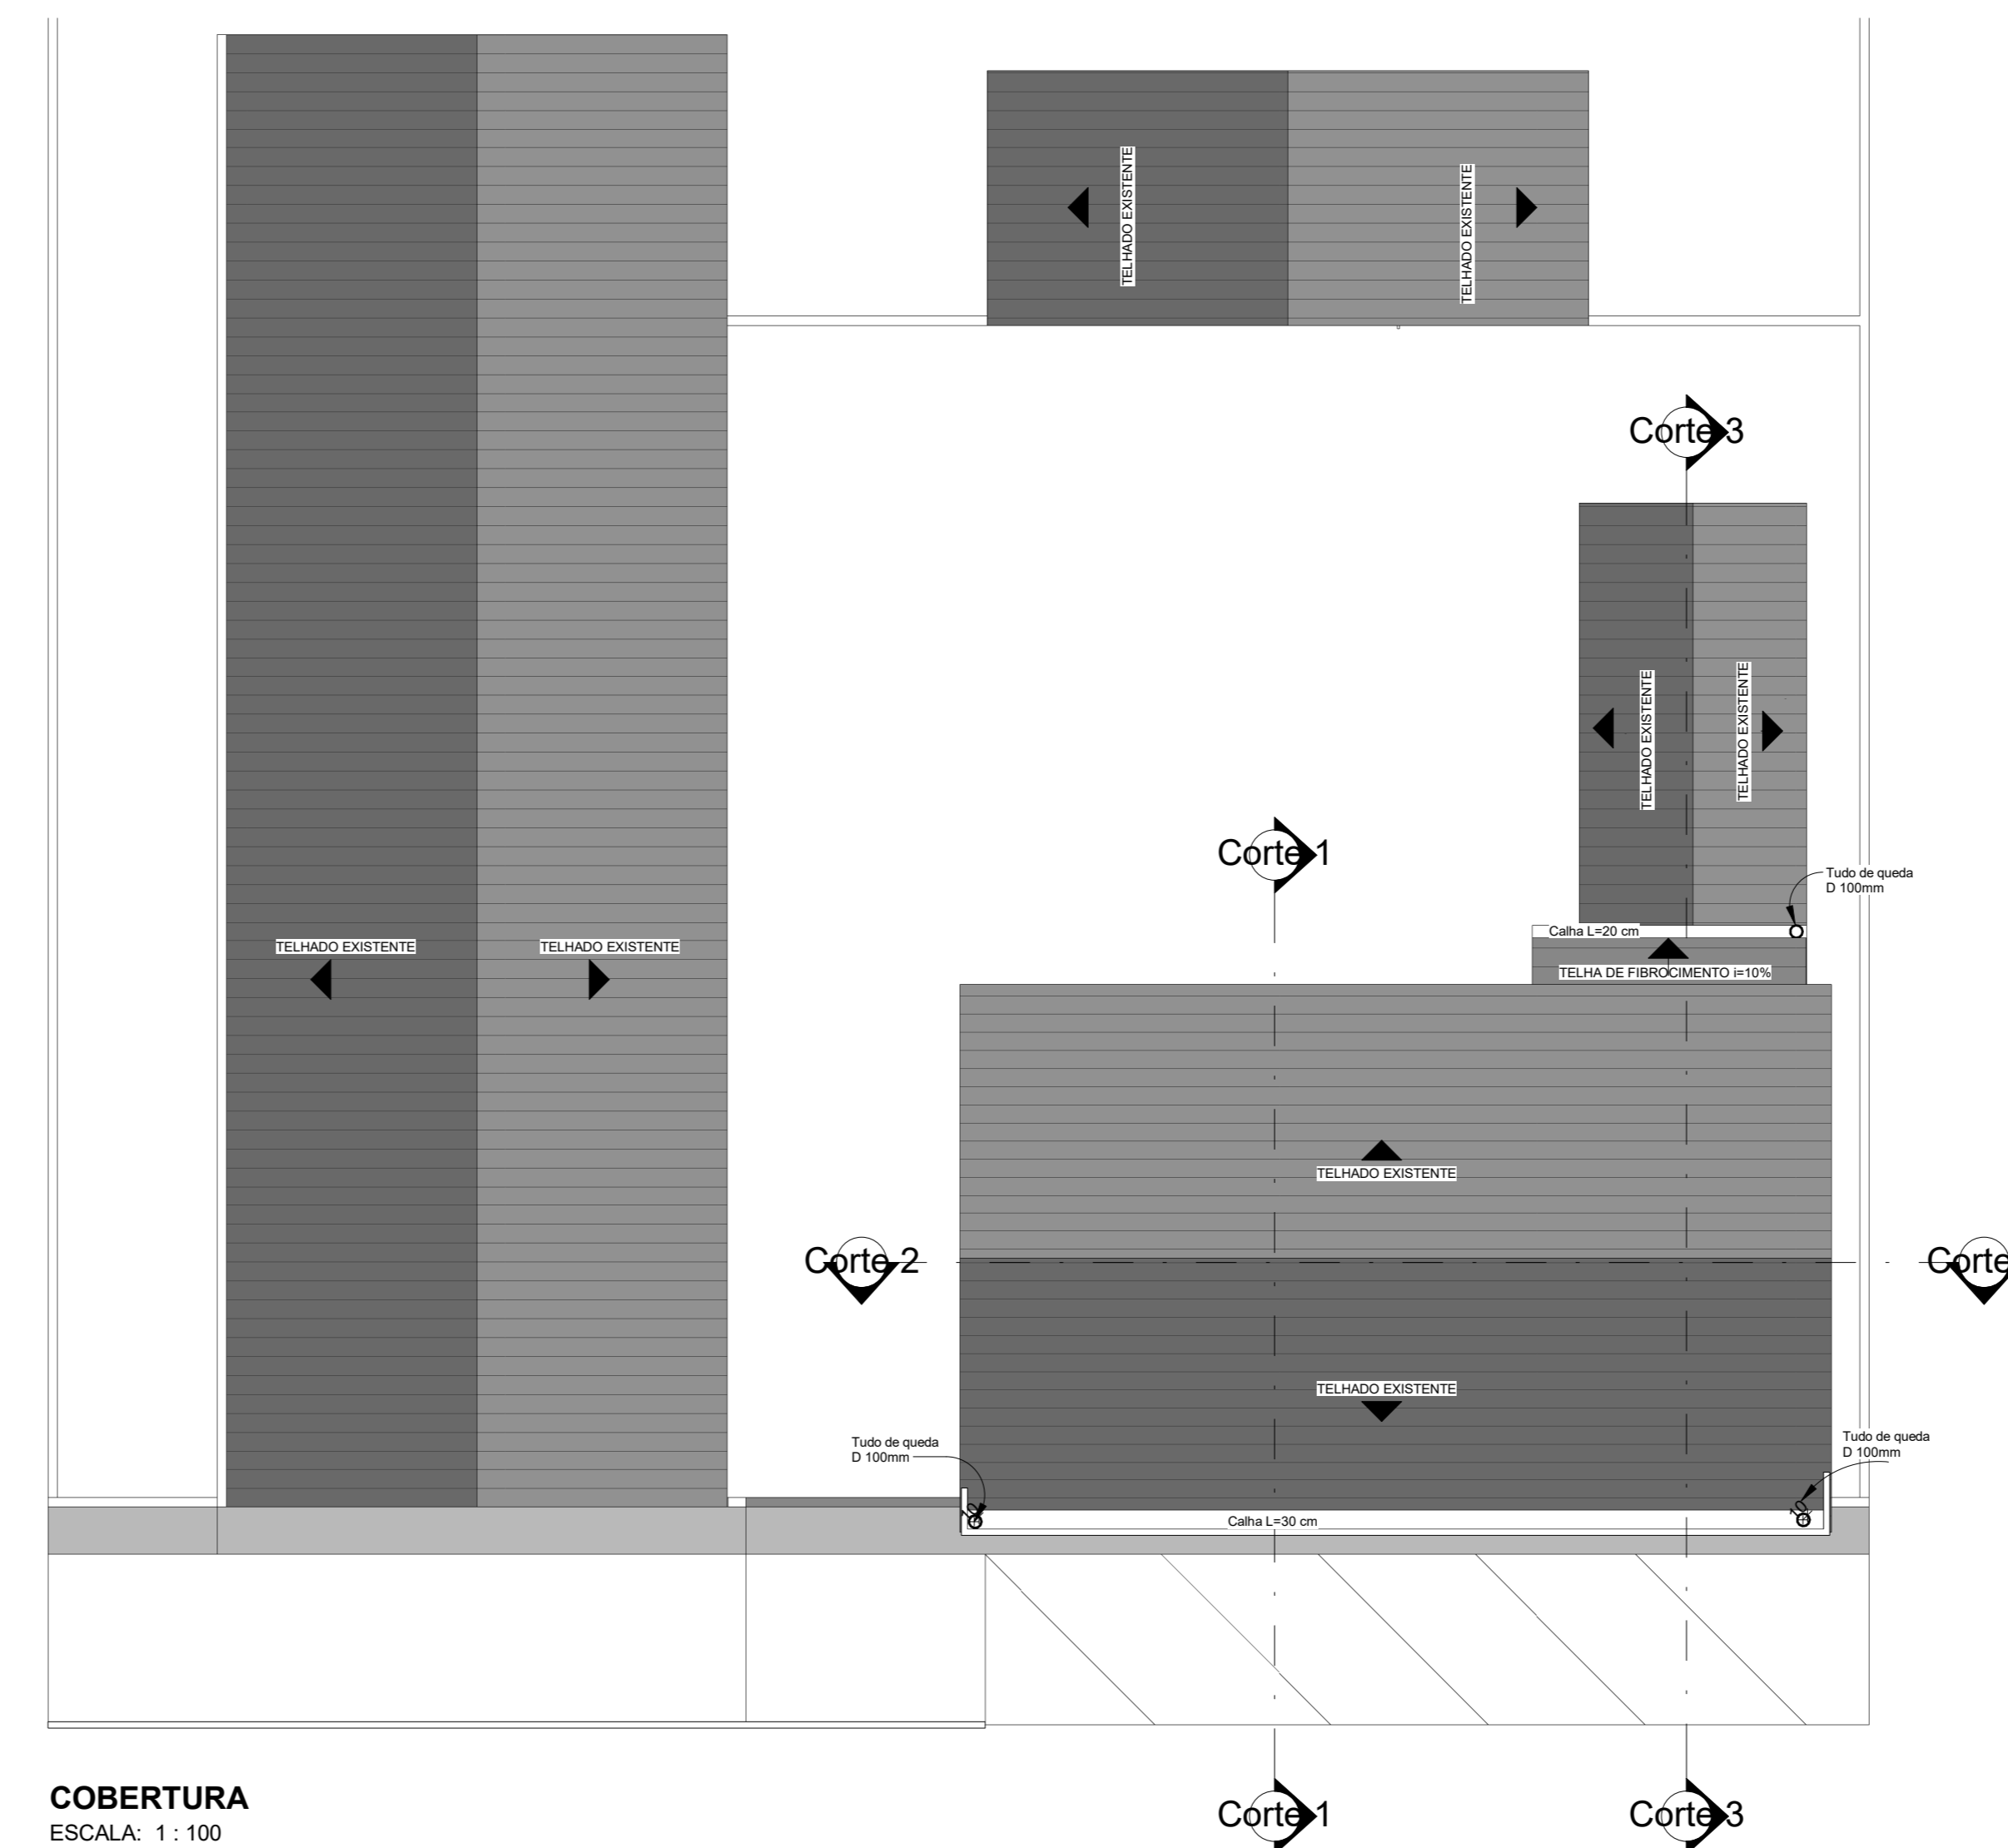 TELHADO EXISTENTE
TELHADO EXISTENTE
Corte 3
TELHADO EXISTENTE
TELHADO EXISTENTE
Corte 1
Tudo de queda
D 100mm
Calha L=20 cm
TELHADO EXISTENTE
TELHADO EXISTENTE
TELHA DE FIBROCIMENTO i=10%
TELHADO EXISTENTE
Corte 2
Corte
TELHADO EXISTENTE
Tudo de queda
D 100mm
Tudo de queda
D 100mm
10
10
Calha L=30 cm
COBERTURA
ESCALA: 1 : 100
Corte 1
Corte 3